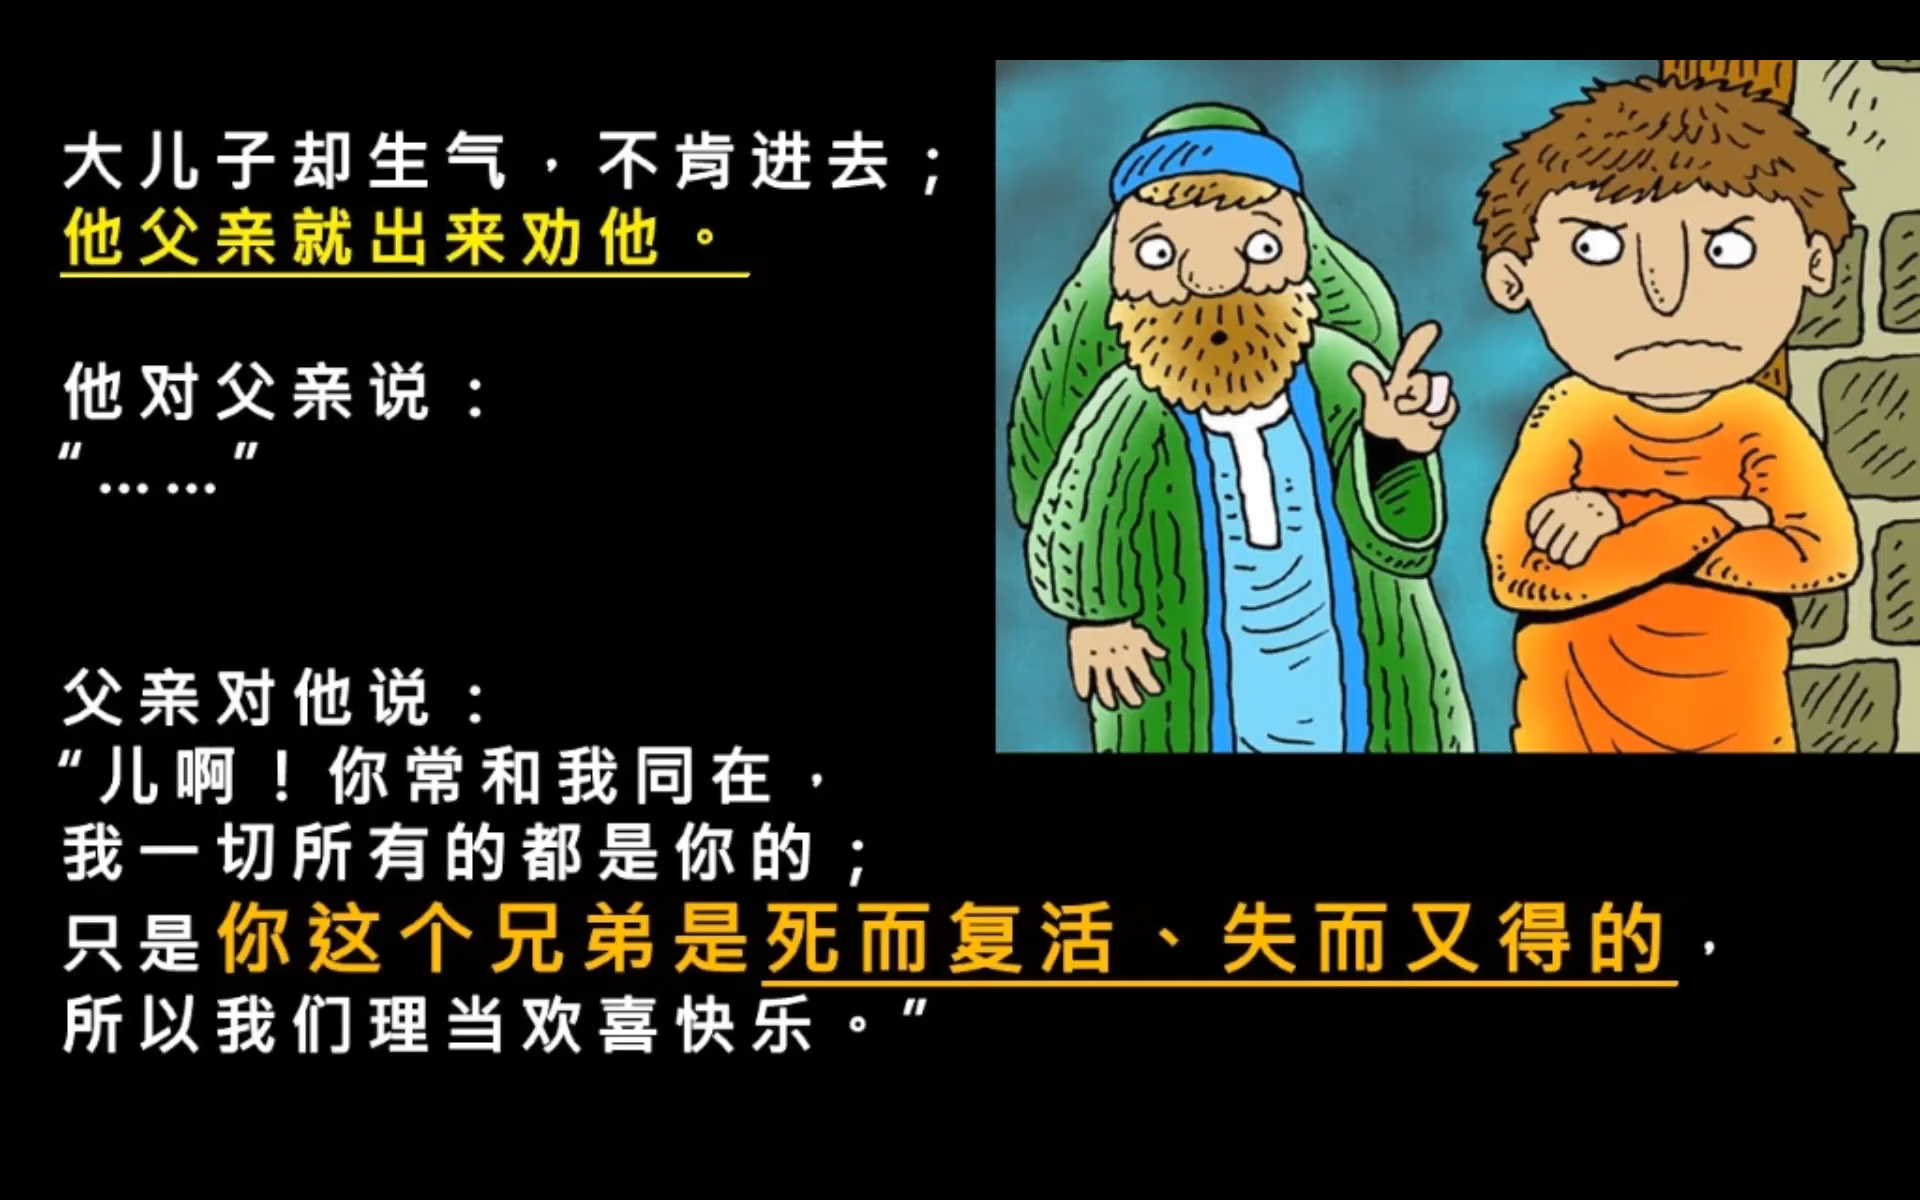 大儿子却生气，不肯进去；
他父亲就出来劝他。
他对父亲说：
“……”
父亲对他说：
“儿啊！你常和我同在，
我一切所有的都是你的；
只是你这个兄弟是死而复活、失而又得的，
所以我们理当欢喜快乐。”